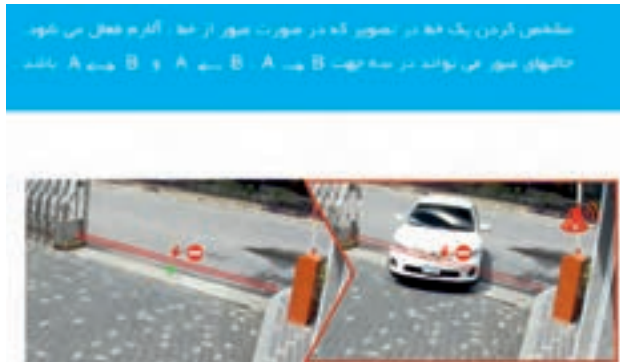 مشخص کردن یک خط در تصویر که در صورت عبور از خط ، آلارم فعال می شود.
حالتهای عبور می تواند در سه جهت A → B ، A ← B و A ↔ B باشد